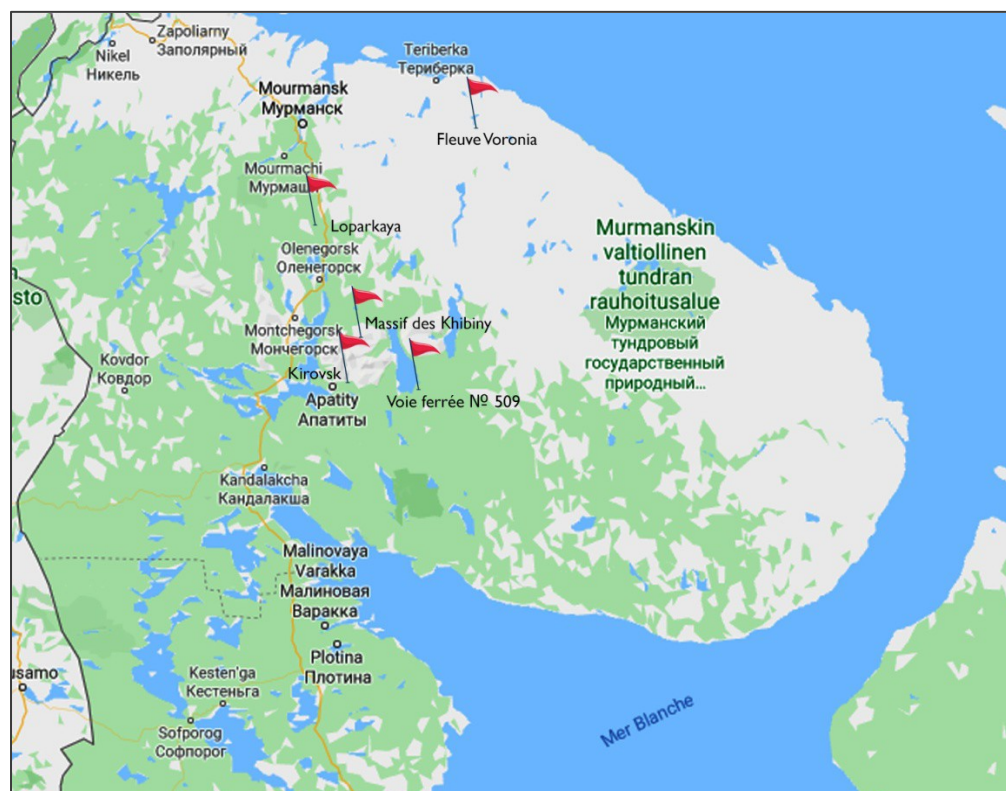 Zapoliarny
Заполярный
Nikel
Никель
Teriberka
Териберка
Mourmansk
Мурманск
Fleuve Voronia
Mourmachi
Мурмаши
Loparkaya
Olenegorsk
Оленегорск
Murmanskin
valtiollinen
tundran
rauhoitusalue
Мурманский
тундровый
государственный
природный...
sto
Massif des Khibiny
Montchegorsk
Мончегорск
Kovdor
Ковдор
Kirovsk
Voie ferrée № 509
Apatity
Апатиты
Kandalakcha
Кандалакша
Malinovaya
Varakka
Малиновая
Варакка
Plotina
Плотина
usamo
Kesten'ga
Кестеньга
Sofporog
Софпорог
Mer Blanche